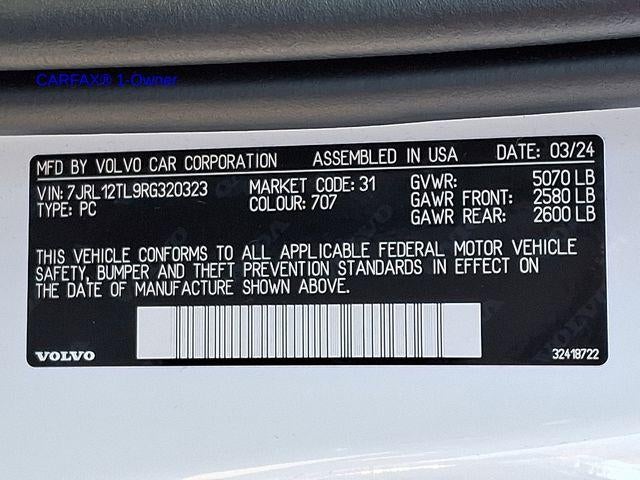 CARFAX® 1-Owner
MFD BY VOLVO CAR CORPORATION ASSEMBLED IN USA DATE: 03/24
VIN: 7JRL12TL9RG320323 MARKET CODE: 31 GVWR: 5070 LB
TYPE: PC COLOUR: 707 GAWR FRONT: 2580 LB
GAWR REAR: 2600 LB
THIS VEHICLE CONFORMS TO ALL APPLICABLE FEDERAL MOTOR VEHICLE
SAFETY, BUMPER AND THEFT PREVENTION STANDARDS IN EFFECT ON
THE DATE OF MANUFACTURE SHOWN ABOVE.
VOLVO 32418722